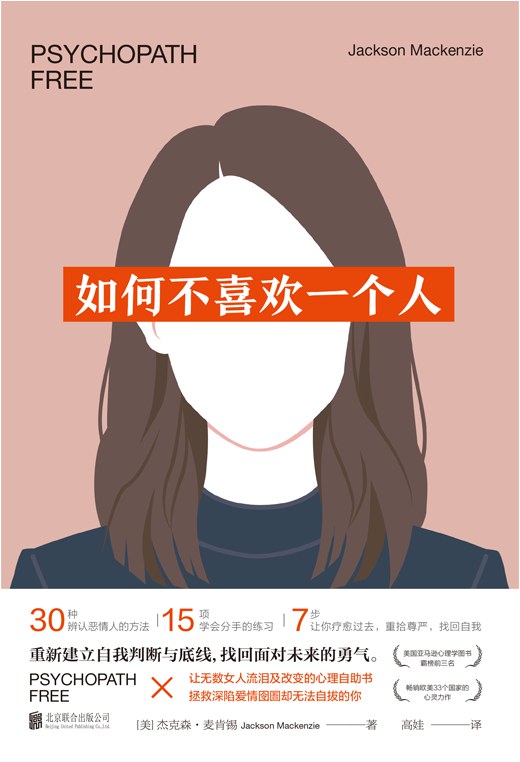 PSYCHOPATH
FREE
Jackson Mackenzie
如何不喜欢一个人
30种辨认恶情人的方法
15项学会分手的练习
7步让你疗愈过去，重拾尊严，找回自我
重新建立自我判断与底线，找回面对未来的勇气。
美国亚马逊心理学图书
霸榜前三名
PSYCHOPATH
FREE
×
让无数女人流泪及改变的心理自助书
拯救深陷爱情囹圄却无法自拔的你
畅销欧美33个国家的
心灵力作
北京联合出版公司
Beijing United Publishing Co.,Ltd.
[美] 杰克森·麦肯锡 Jackson Mackenzie —— 著
高娃 —— 译